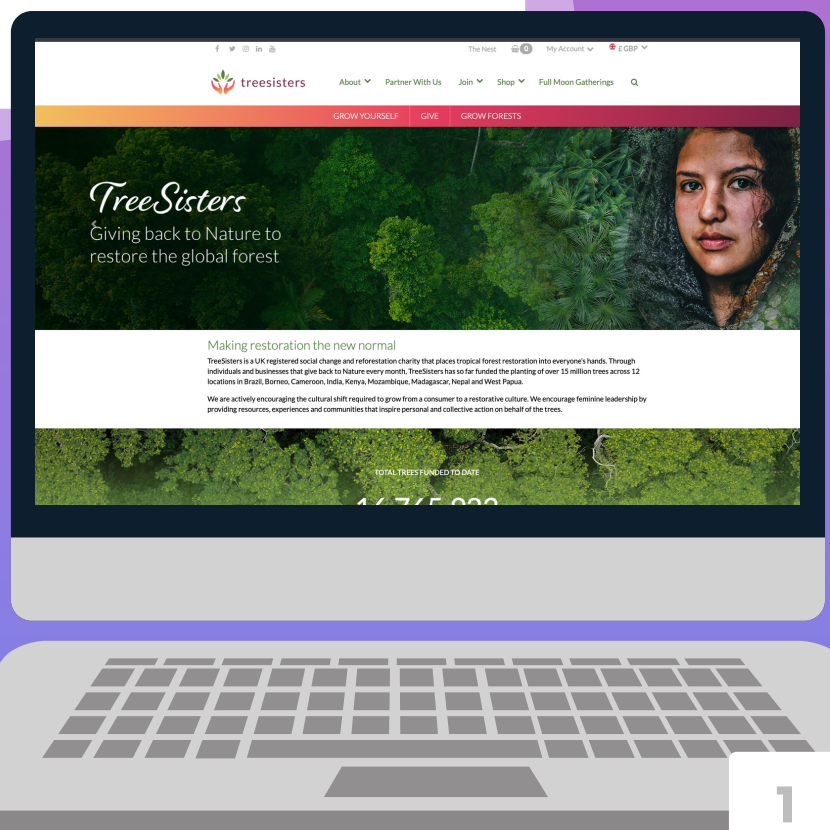 The Nest 0 My Account £ GBP
treesisters About Partner With Us Join Shop Full Moon Gatherings
GROW YOURSELF GIVE GROW FORESTS
TreeSisters
Giving back to Nature to
restore the global forest
Making restoration the new normal
TreeSisters is a UK registered social change and reforestation charity that places tropical forest restoration into everyone's hands. Through
individuals and businesses that give back to Nature every month, TreeSisters has so far funded the planting of over 15 million trees across 12
locations in Brazil, Borneo, Cameroon, India, Kenya, Mozambique, Madagascar, Nepal and West Papua.
We are actively encouraging the cultural shift required to grow from a consumer to a restorative culture. We encourage feminine leadership by
providing resources, experiences and communities that inspire personal and collective action on behalf of the trees.
TOTAL TREES FUNDED TO DATE
1